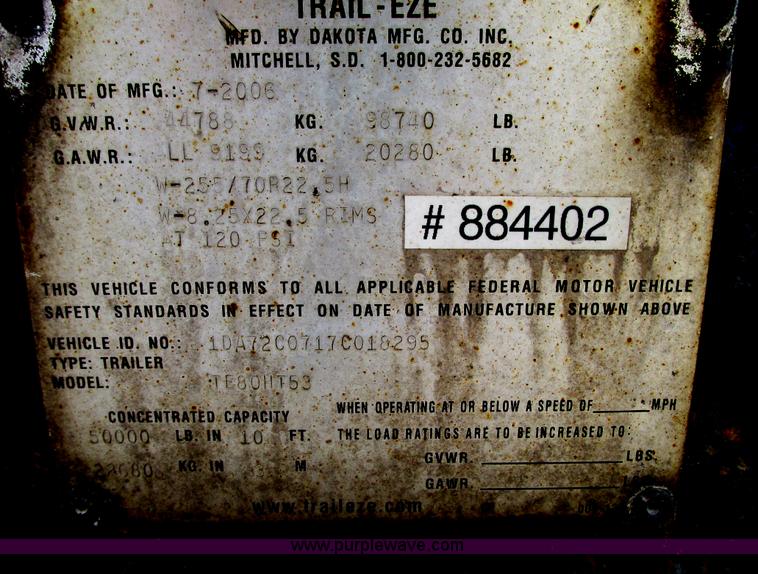 TRAIL-EZE
MFD. BY DAKOTA MFG. CO. INC.
MITCHELL, S.D. 1-800-232-5682
DATE OF MFG.: 7-2006
G.V.W.R.: 44788 KG. 98740 LB.
G.A.W.R.: LL 9199 KG. 20280 LB.
W-255/70R22.5H
W-8.25X22.5 RIMS
AT 120 PSI
# 884402
THIS VEHICLE CONFORMS TO ALL APPLICABLE FEDERAL MOTOR VEHICLE
SAFETY STANDARDS IN EFFECT ON DATE OF MANUFACTURE SHOWN ABOVE
VEHICLE ID. NO.: 1DA72C0717C018295
TYPE: TRAILER
MODEL: TE80HT53
CONCENTRATED CAPACITY
50000 LB. IN 10 FT.
KG. IN M
WHEN OPERATING AT OR BELOW A SPEED OF MPH
THE LOAD RATINGS ARE TO BE INCREASED TO:
GVWR. LBS.
GAWR.
www.traileze.com
www.purplewave.com